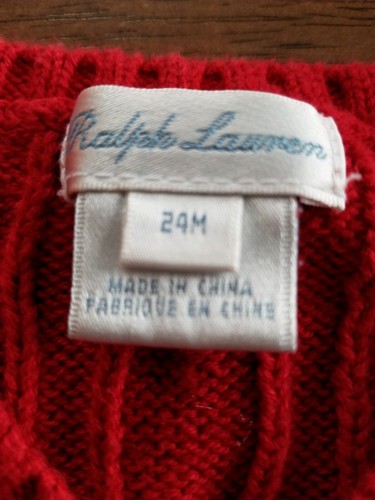 Ralph Lauren
24M
MADE IN CHINA
FABRIQUE EN CHINE